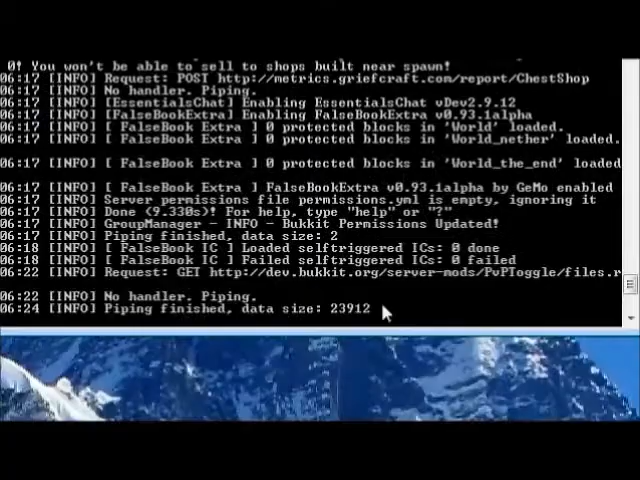 0! You won't be able to sell to shops built near spawn!
06:17 [INFO] Request: POST http://metrics.griefcraft.com/report/ChestShop
06:17 [INFO] No handler. Piping.
06:17 [INFO] [EssentialsChat] Enabling EssentialsChat vDev2.9.12
06:17 [INFO] [FalseBookExtra] Enabling FalseBookExtra v0.93.1alpha
06:17 [INFO] [ FalseBook Extra ] 0 protected blocks in 'World' loaded.
06:17 [INFO] [ FalseBook Extra ] 0 protected blocks in 'World_nether' loaded.
06:17 [INFO] [ FalseBook Extra ] 0 protected blocks in 'World_the_end' loaded
06:17 [INFO] [ FalseBook Extra ] FalseBookExtra v0.93.1alpha by GeMo enabled
06:17 [INFO] Server permissions file permissions.yml is empty, ignoring it
06:17 [INFO] Done (9.330s)! For help, type "help" or "?"
06:17 [INFO] GroupManager - INFO - Bukkit Permissions Updated!
06:17 [INFO] Piping finished, data size: 2
06:18 [INFO] [ FalseBook IC ] Loaded selftriggered ICs: 0 done
06:18 [INFO] [ FalseBook IC ] Failed selftriggered ICs: 0 failed
06:22 [INFO] Request: GET http://dev.bukkit.org/server-mods/PvPToggle/files.r
06:22 [INFO] No handler. Piping.
06:24 [INFO] Piping finished, data size: 23912